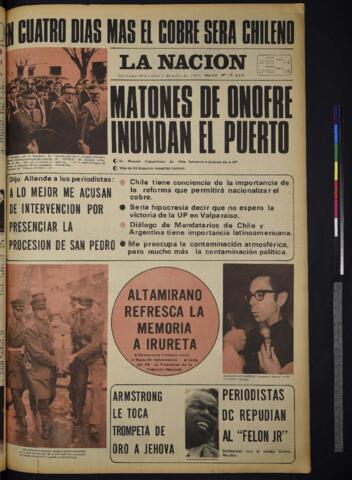 EN CUATRO DIAS MAS EL COBRE SERA CHILENO
LA NACION
MATONES DE ONOFRE
INUNDAN EL PUERTO
Dijo Allende a los periodistas:
A LO MEJOR ME ACUSAN
DE INTERVENCION POR
PRESENCIAR LA
PROCESION DE SAN PEDRO
Chile tiene conciencia de la importancia de
la reforma que permitirá nacionalizar el
cobre.
Sería hipocresía decir que no espero la
victoria de la UP en Valparaíso.
Diálogo de Mandatarios de Chile y
Argentina tiene importancia latinoamericana.
Me preocupa la contaminación atmosférica,
pero mucho más la contaminación política.
ALTAMIRANO
REFRESCA LA
MEMORIA
A IRURETA
ARMSTRONG
LE TOCA
TROMPETA DE
ORO A JEHOVA
PERIODISTAS
DC REPUDIAN
AL "FELON JR"